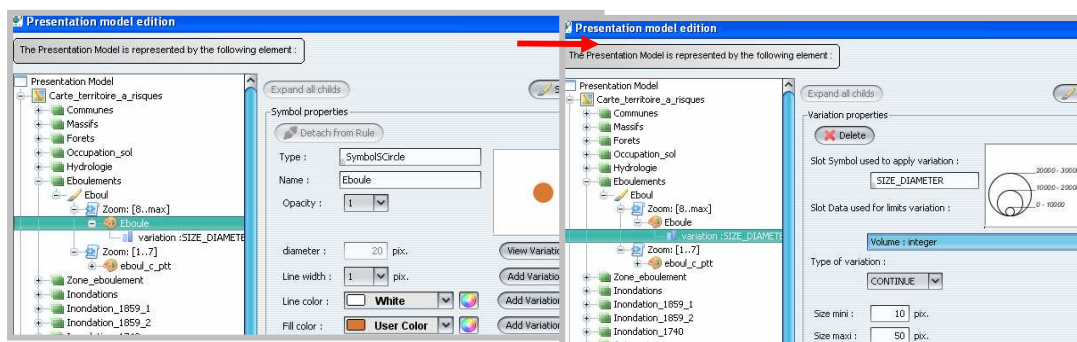 Presentation model edition
The Presentation Model is represented by the following element :
Presentation Model
Carte_territoire_a_risques
Communes
Massifs
Forets
Occupation_sol
Hydrologie
Eboulements
Eboul
Zoom: [8..max]
Eboule
variation :SIZE_DIAMETE
Zoom: [1..7]
eboul_c_ptt
Zone_eboulement
Inondations
Inondation_1859_1
Inondation_1859_2
Inondation_1740
Expand all childs
S
Symbol properties
Detach from Rule
Type : SymbolSCircle
Name : Eboule
Opacity : 1
diameter : 20 pix. View Variatio
Line width : 1 pix. Add Variatio
Line color : White Add Variation
Fill color : User Color Add Variation
Presentation model edition
The Presentation Model is represented by the following element :
Presentation Model
Carte_territoire_a_risques
Communes
Massifs
Forets
Occupation_sol
Hydrologie
Eboulements
Eboul
Zoom: [8..max]
Eboule
variation :SIZE_DIAMETE
Zoom: [1..7]
eboul_c_ptt
Zone_eboulement
Inondations
Inondation_1859_1
Inondation_1859_2
Inondation_1740
Expand all childs
Variation properties
Delete
Slot Symbol used to apply variation :
SIZE_DIAMETER
20000 - 3000
10000 - 2000
0 - 10000
Slot Data used for limits variation :
Volume : integer
Type of variation :
CONTINUE
Size mini : 10 pix.
Size maxi : 50 pix.